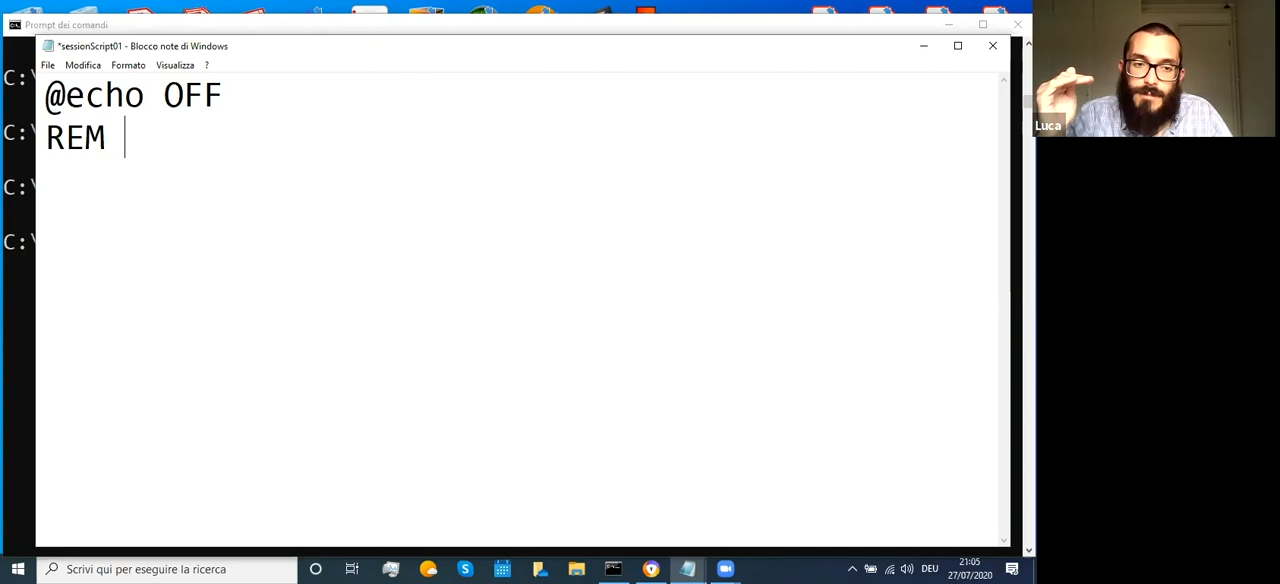 Prompt dei comandi
*sessionScript01 - Blocco note di Windows
File Modifica Formato Visualizza ?
@echo OFF
REM
C:\
C:\
C:\
C:\
Luca
Scrivi qui per eseguire la ricerca
DEU
21:05
27/07/2020